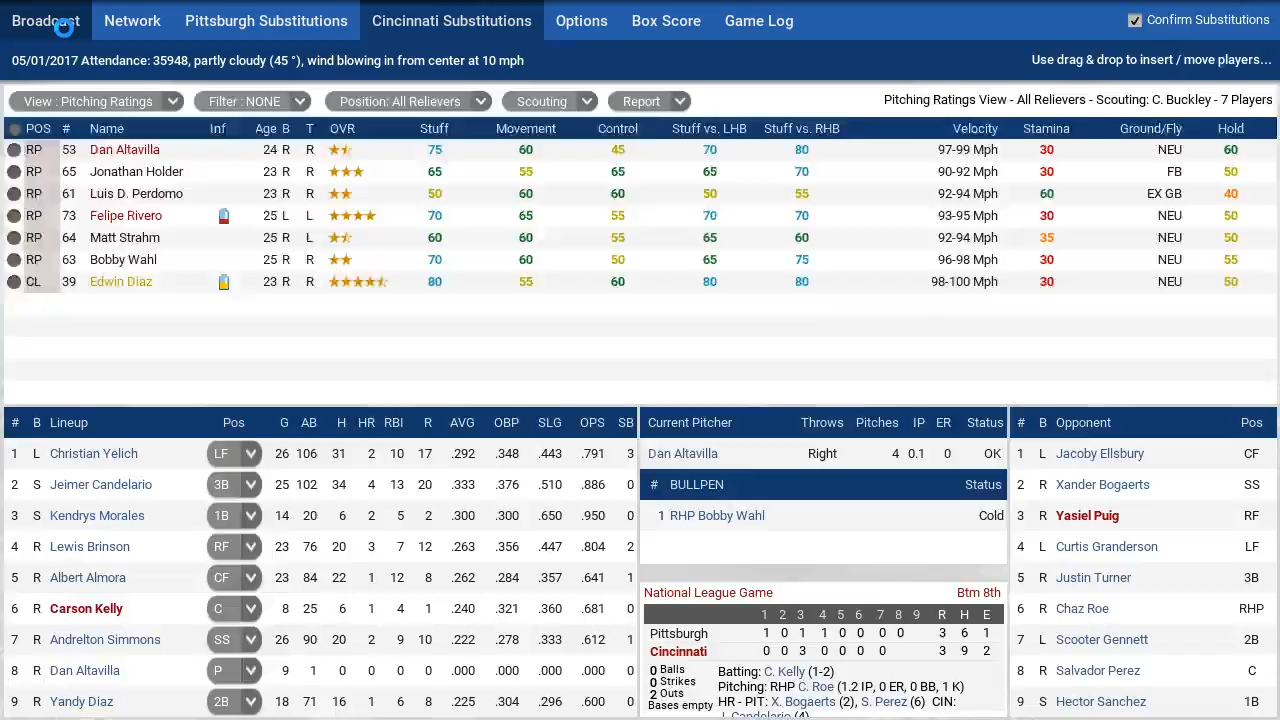 Broadcast Network Pittsburgh Substitutions Cincinnati Substitutions Options Box Score Game Log Confirm Substitutions
05/01/2017 Attendance: 35948, partly cloudy (45 °), wind blowing in from center at 10 mph Use drag & drop to insert / move players...
View : Pitching Ratings Filter : NONE Position: All Relievers Scouting Report Pitching Ratings View - All Relievers - Scouting: C. Buckley - 7 Players
POS # Name Inf Age B T OVR Stuff Movement Control Stuff vs. LHB Stuff vs. RHB Velocity Stamina Ground/Fly Hold
RP 53 Dan Altavilla 24 R R 75 60 45 70 80 97-99 Mph 30 NEU 60
RP 65 Jonathan Holder 23 R R 65 55 65 65 70 90-92 Mph 30 FB 50
RP 61 Luis D. Perdomo 23 R R 50 60 60 50 55 92-94 Mph 60 EX GB 40
RP 73 Felipe Rivero 25 L L 70 65 55 70 70 93-95 Mph 30 NEU 50
RP 64 Matt Strahm 25 R L 60 60 55 65 60 92-94 Mph 35 NEU 50
RP 63 Bobby Wahl 25 R R 70 60 50 65 75 96-98 Mph 30 NEU 55
CL 39 Edwin Diaz 23 R R 80 55 60 80 80 98-100 Mph 30 NEU 50
# B Lineup Pos G AB H HR RBI R AVG OBP SLG OPS SB
1 L Christian Yelich LF 26 106 31 2 10 17 .292 .348 .443 .791 3
2 S Jeimer Candelario 3B 25 102 34 4 13 20 .333 .376 .510 .886 0
3 S Kendrys Morales 1B 14 20 6 2 5 2 .300 .300 .650 .950 0
4 R Lewis Brinson RF 23 76 20 3 7 12 .263 .356 .447 .804 2
5 R Albert Almora CF 23 84 22 1 12 8 .262 .284 .357 .641 1
6 R Carson Kelly C 8 25 6 1 4 1 .240 .321 .360 .681 0
7 R Andrelton Simmons SS 26 90 20 2 9 10 .222 .278 .333 .612 1
8 R Dan Altavilla P 9 1 0 0 0 0 .000 .000 .000 .000 0
9 R Yandy Diaz 2B 18 71 16 1 6 8 .225 .304 .296 .600 0
Current Pitcher Throws Pitches IP ER Status
Dan Altavilla Right 4 0.1 0 OK
# BULLPEN Status
1 RHP Bobby Wahl Cold
National League Game Btm 8th
1 2 3 4 5 6 7 8 9 R H E
Pittsburgh 1 0 1 1 0 0 0 0 3 6 1
Cincinnati 0 0 3 0 0 0 0 3 9 2
0 Balls
0 Strikes
2 Outs
Bases empty
Batting: C. Kelly (1-2)
Pitching: RHP C. Roe (1.2 IP, 0 ER, 0 BB, 1 K)
HR - PIT: X. Bogaerts (2), S. Perez (6) CIN:
J. Candelario (4)
# B Opponent Pos
1 L Jacoby Ellsbury CF
2 R Xander Bogaerts SS
3 R Yasiel Puig RF
4 L Curtis Granderson LF
5 R Justin Turner 3B
6 R Chaz Roe RHP
7 L Scooter Gennett 2B
8 R Salvador Perez C
9 S Hector Sanchez 1B